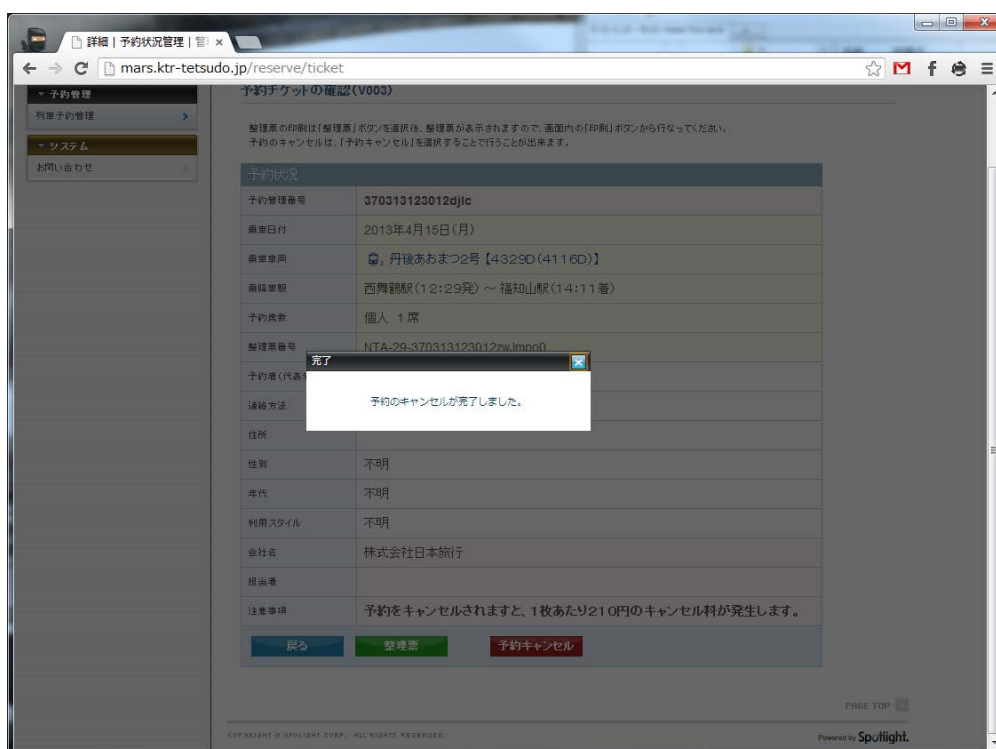 詳細 | 予約状況管理 | 管
mars.ktr-tetsudo.jp/reserve/ticket
予約管理
列車予約管理
システム
お問い合わせ
予約チケットの確認(V003)
整理票の印刷は「整理票」ボタンを選択後、整理票が表示されますので、画面内の「印刷」ボタンから行なってください。
予約のキャンセルは、「予約キャンセル」を選択することで行うことが出来ます。
予約状況
予約管理番号 370313123012djlc
乗車日付 2013年4月15日(月)
乗車車両 丹後あおまつ2号【4329D(4116D)】
乗降車駅 西舞鶴駅(12:29発) ~ 福知山駅(14:11着)
予約席数 個人 1席
整理票番号
完了
予約者(代表
予約のキャンセルが完了しました。
連絡方法
住所
性別 不明
年代 不明
利用スタイル 不明
会社名 株式会社日本旅行
担当者
注意事項 予約をキャンセルされますと、1枚あたり210円のキャンセル料が発生します。
戻る 整理票 予約キャンセル
PAGE TOP
COPYRIGHT © SPOLIGHT CORP. ALL RIGHTS RESERVED.
Powered by Spotlight.